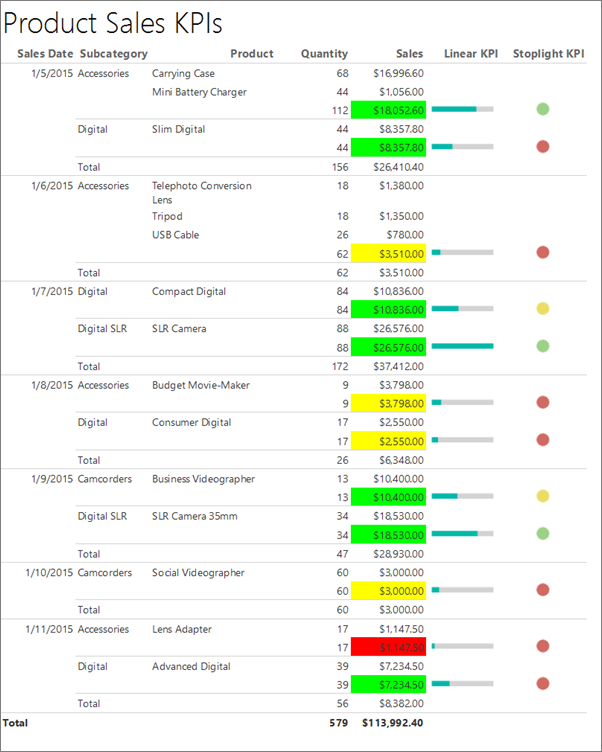 Product Sales KPIs
Sales Date Subcategory Product Quantity Sales Linear KPI Stoplight KPI
1/5/2015 Accessories Carrying Case 68 $16,996.60
Mini Battery Charger 44 $1,056.00
112 $18,052.60
Digital Slim Digital 44 $8,357.80
44 $8,357.80
Total 156 $26,410.40
1/6/2015 Accessories Telephoto Conversion 18 $1,380.00
Lens
Tripod 18 $1,350.00
USB Cable 26 $780.00
62 $3,510.00
Total 62 $3,510.00
1/7/2015 Digital Compact Digital 84 $10,836.00
84 $10,836.00
Digital SLR SLR Camera 88 $26,576.00
88 $26,576.00
Total 172 $37,412.00
1/8/2015 Accessories Budget Movie-Maker 9 $3,798.00
9 $3,798.00
Digital Consumer Digital 17 $2,550.00
17 $2,550.00
Total 26 $6,348.00
1/9/2015 Camcorders Business Videographer 13 $10,400.00
13 $10,400.00
Digital SLR SLR Camera 35mm 34 $18,530.00
34 $18,530.00
Total 47 $28,930.00
1/10/2015 Camcorders Social Videographer 60 $3,000.00
60 $3,000.00
Total 60 $3,000.00
1/11/2015 Accessories Lens Adapter 17 $1,147.50
17 $1,147.50
Digital Advanced Digital 39 $7,234.50
39 $7,234.50
Total 56 $8,382.00
Total 579 $113,992.40